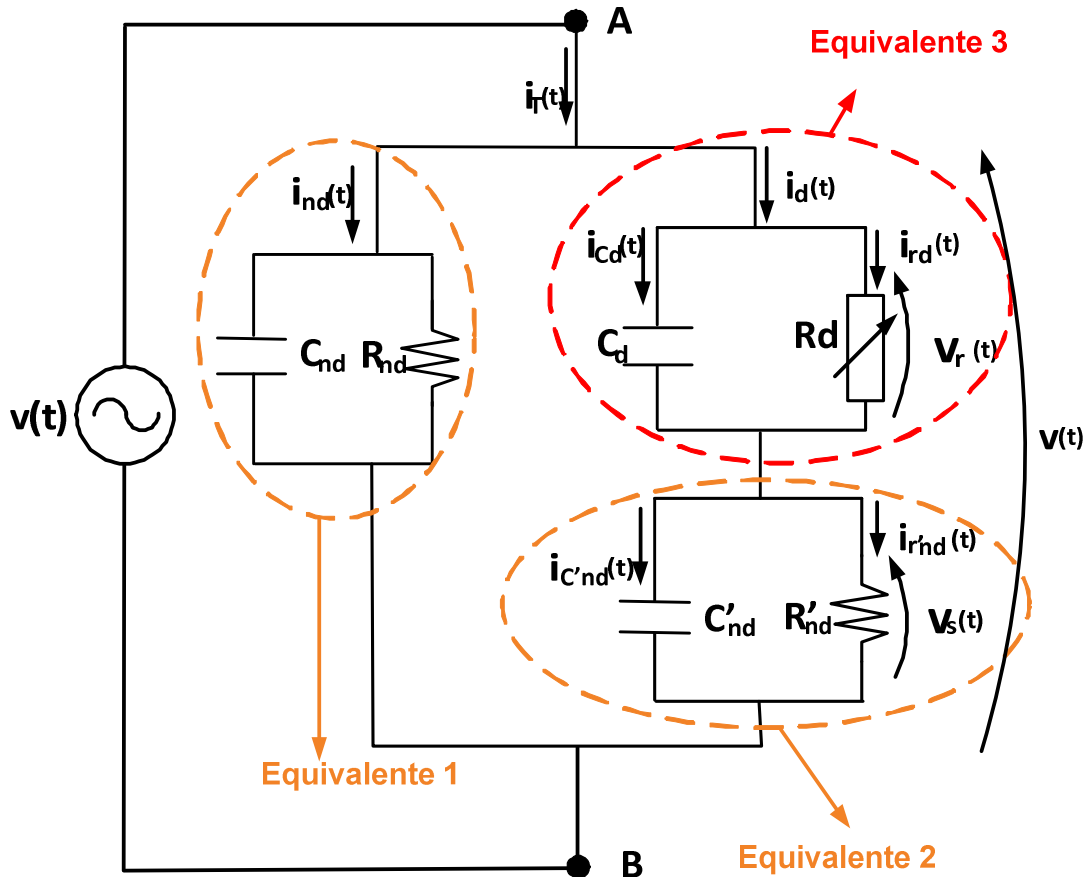 A
Equivalente 3
iT(t)
ind(t)
id(t)
iCd(t)
ird(t)
Cnd
Rnd
Cd
Rd
Vr(t)
v(t)
v(t)
iC'nd(t)
ir'nd(t)
C'nd
R'nd
Vs(t)
Equivalente 1
Equivalente 2
B